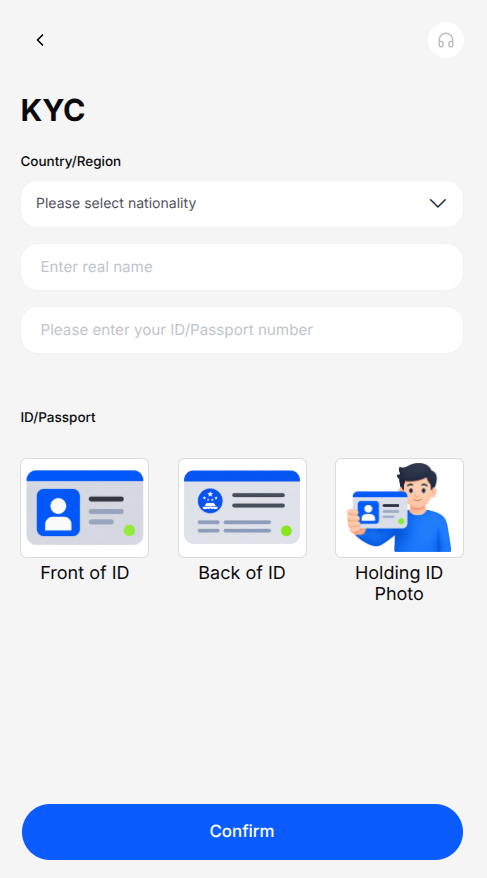 KYC
Country/Region
Please select nationality
Enter real name
Please enter your ID/Passport number
ID/Passport
Front of ID
Back of ID
Holding ID
Photo
Confirm